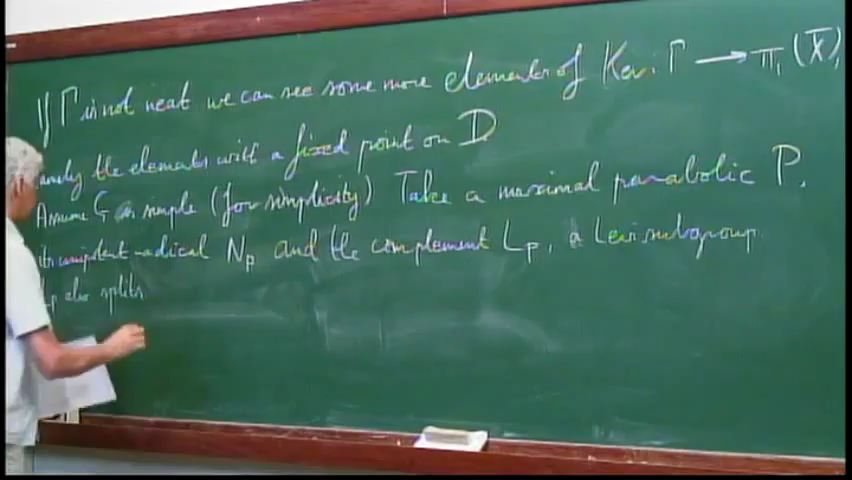 If Γ is not neat we can see some more elements of Ker: Γ → π₁(X̄),
namely the elements with a fixed point on D
Assume G is simple (for simplicity) Take a maximal parabolic P,
its unipotent radical N_P and the complement L_P, a Levi subgroup
L_P also splits